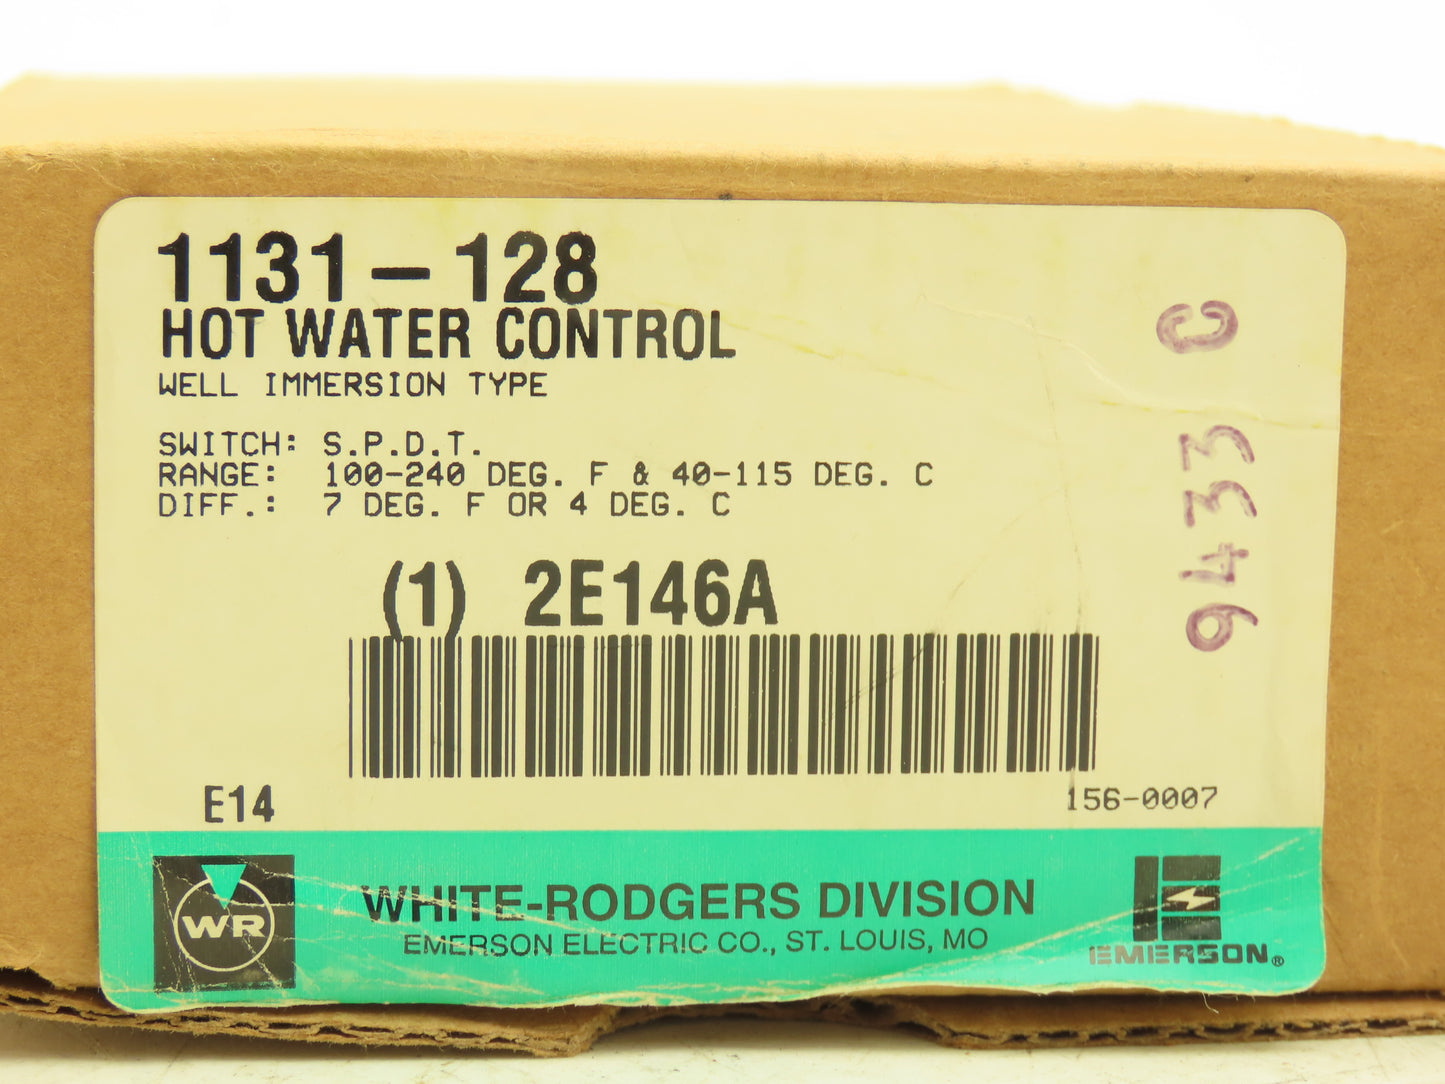 1131-128
HOT WATER CONTROL
WELL IMMERSION TYPE
SWITCH: S.P.D.T.
RANGE: 100-240 DEG. F & 40-115 DEG. C
DIFF.: 7 DEG. F OR 4 DEG. C
(1) 2E146A
E14
156-0007
9433 C
WR
WHITE-RODGERS DIVISION
EMERSON ELECTRIC CO., ST. LOUIS, MO
EMERSON®